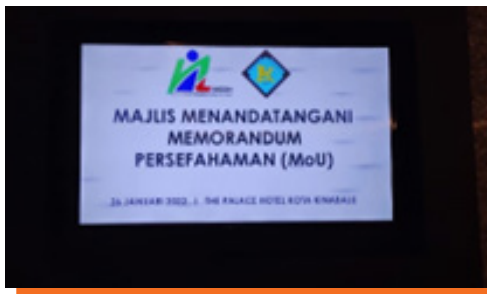 MAJLIS MENANDATANGANI
MEMORANDUM
PERSEFAHAMAN (MoU)
26 JANUARI 2022 | THE PALACE HOTEL KOTA KINABALU